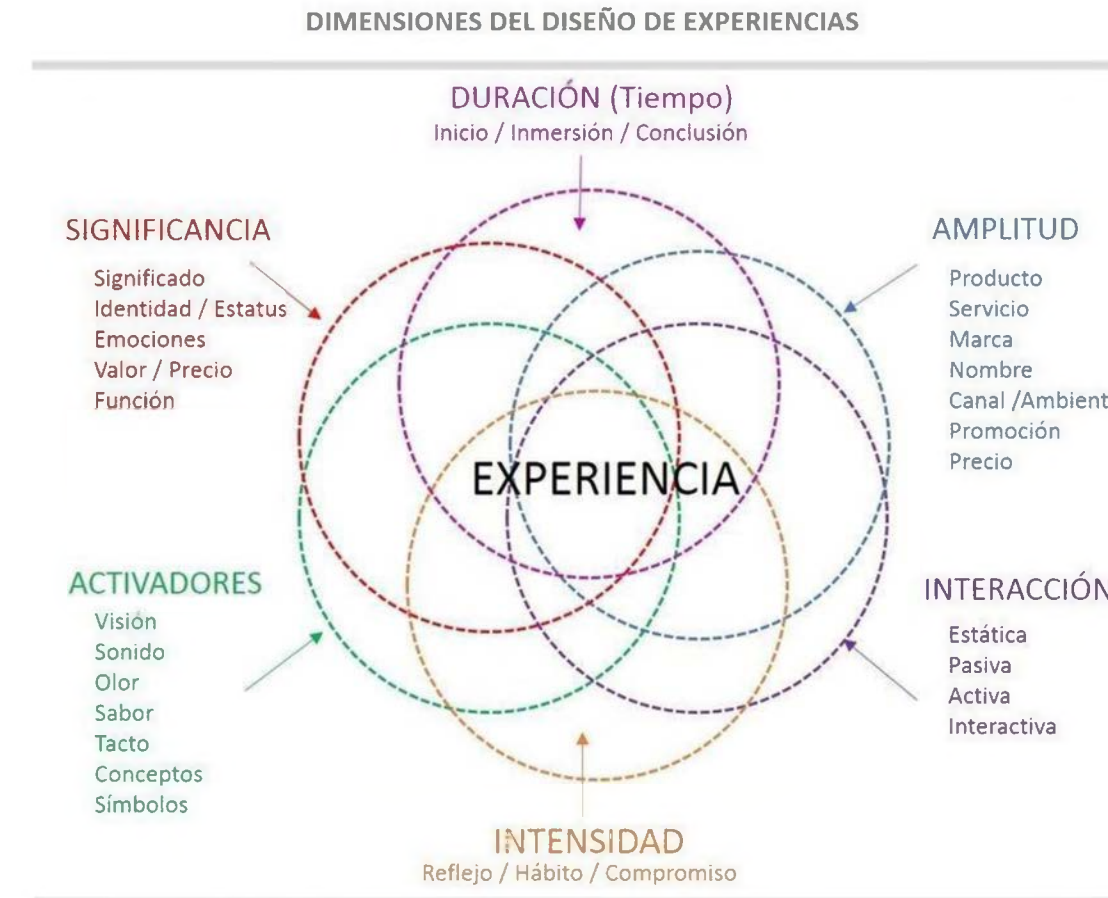 DIMENSIONES DEL DISEÑO DE EXPERIENCIAS
DURACIÓN (Tiempo)
Inicio / Inmersión / Conclusión
SIGNIFICANCIA
Significado
Identidad / Estatus
Emociones
Valor / Precio
Función
AMPLITUD
Producto
Servicio
Marca
Nombre
Canal /Ambient
Promoción
Precio
EXPERIENCIA
ACTIVADORES
Visión
Sonido
Olor
Sabor
Tacto
Conceptos
Símbolos
INTERACCIÓN
Estática
Pasiva
Activa
Interactiva
INTENSIDAD
Reflejo / Hábito / Compromiso